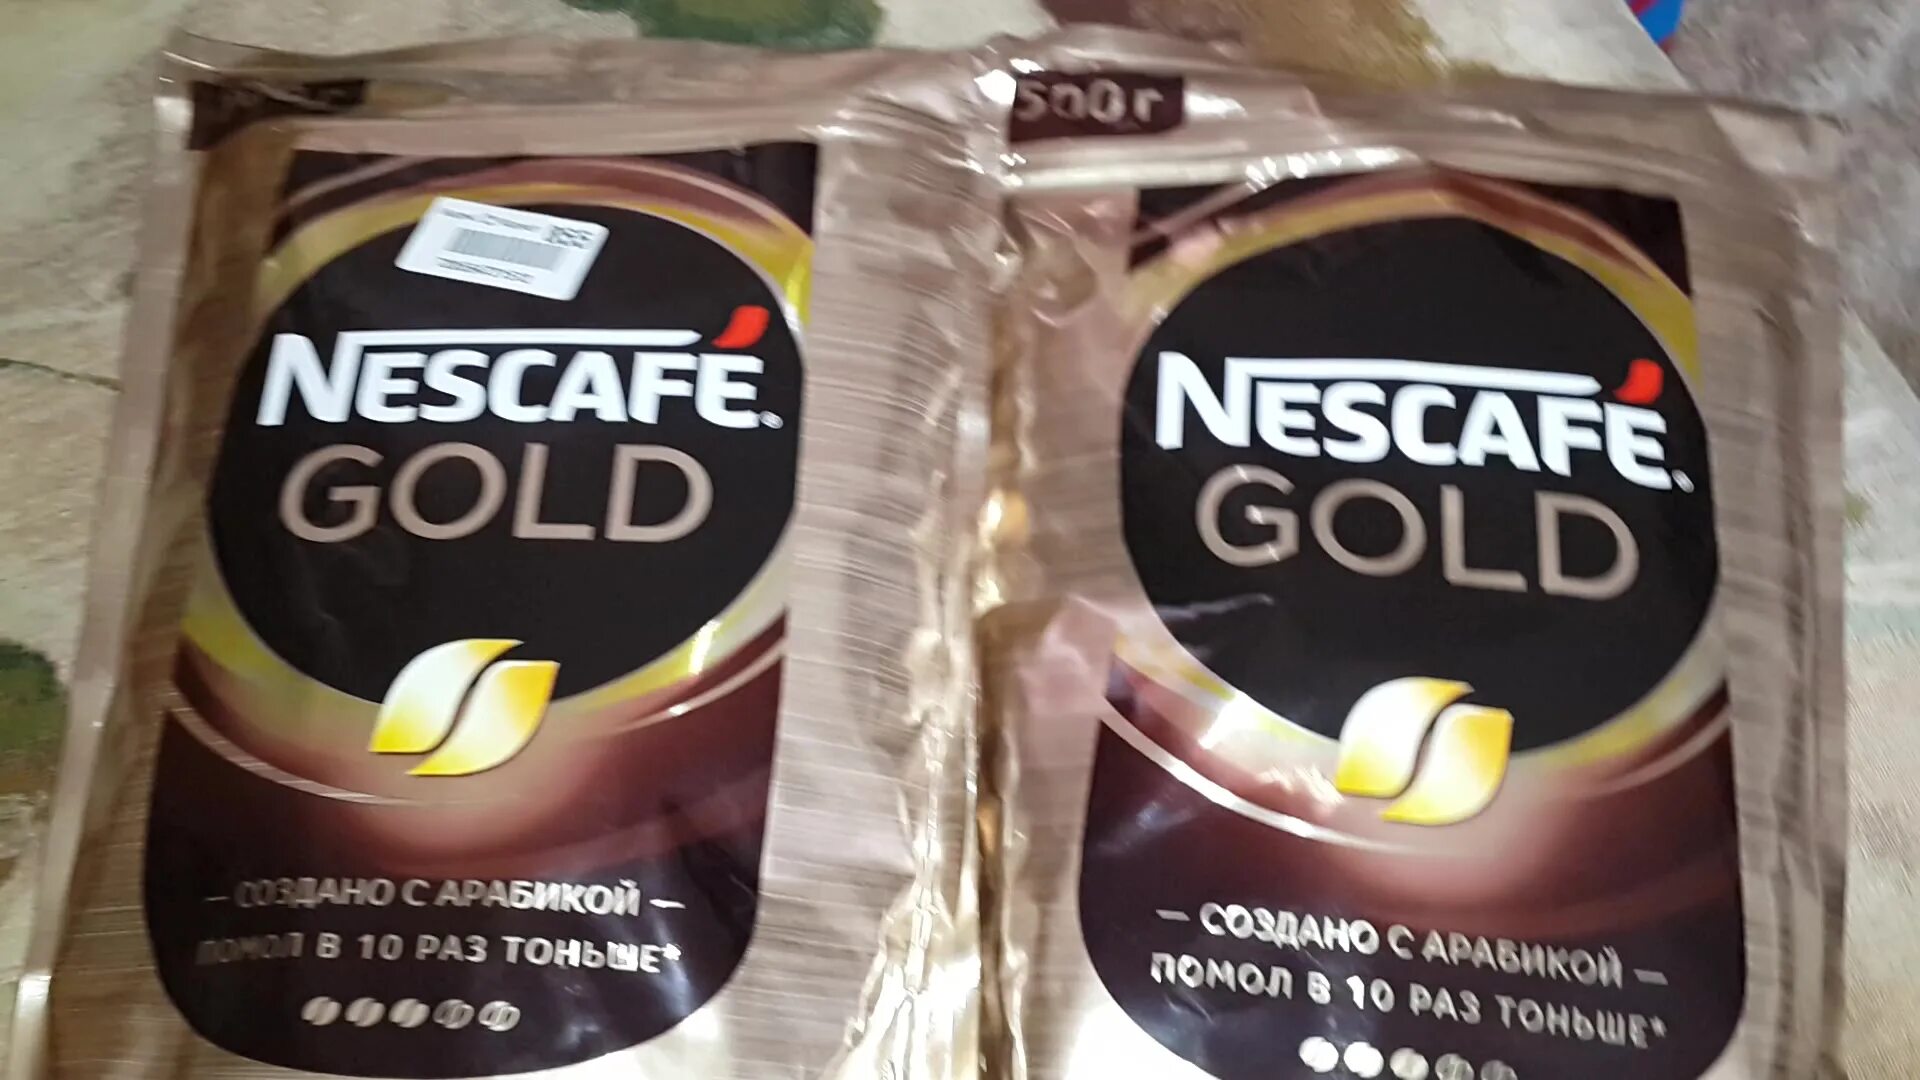 500г
NESCAFÉ
GOLD
— СОЗДАНО С АРАБИКОЙ —
ПОМОЛ В 10 РАЗ ТОНЬШЕ*
NESCAFÉ
GOLD
— СОЗДАНО С АРАБИКОЙ —
ПОМОЛ В 10 РАЗ ТОНЬШЕ*